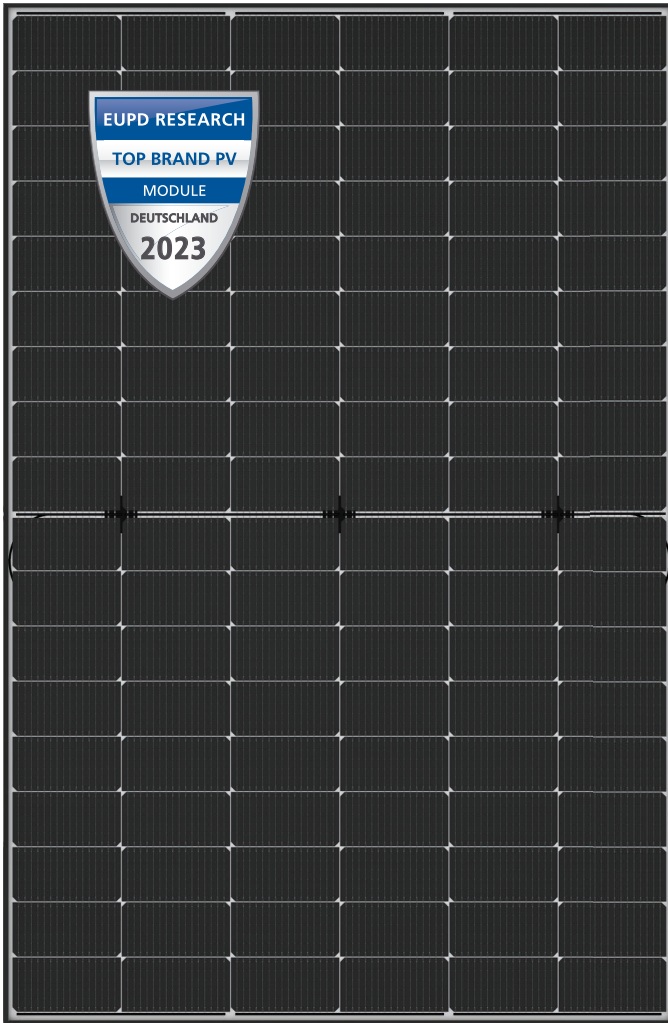 EUPD RESEARCH
TOP BRAND PV
MODULE
DEUTSCHLAND
2023